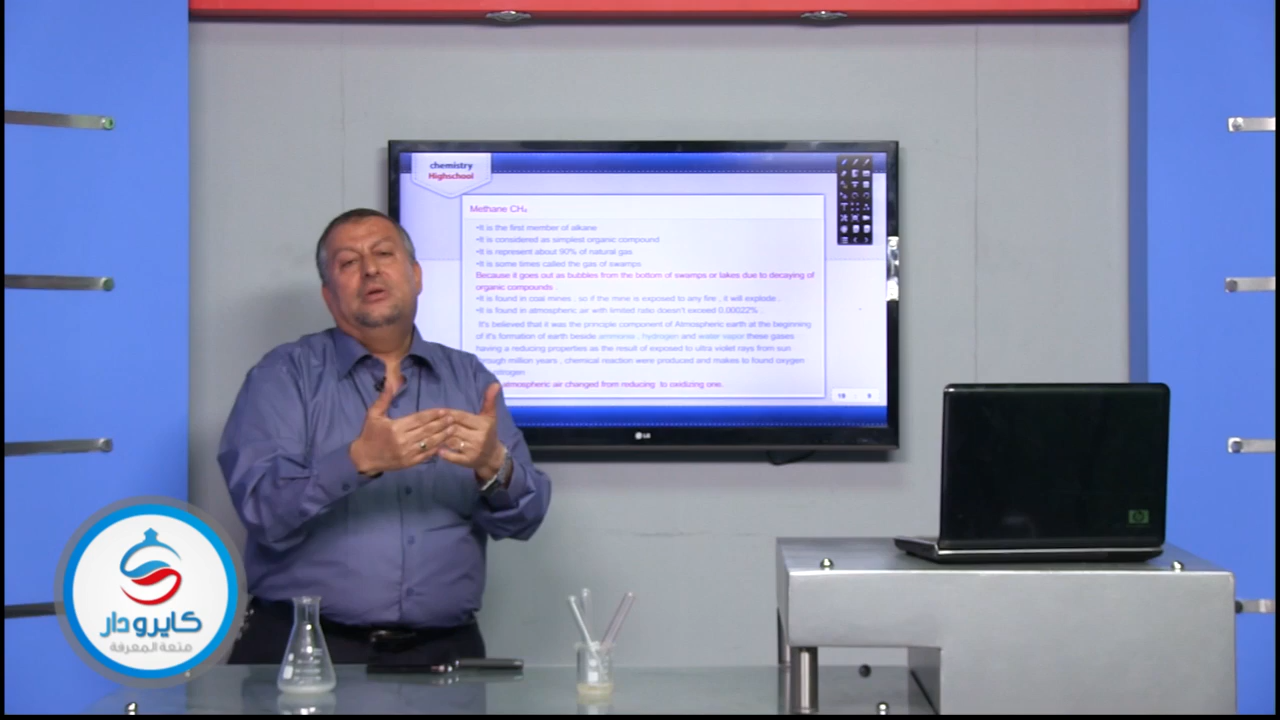 chemistry
Highschool
Methane CH₄
•It is the first member of alkane
•It is considered as simplest organic compound
•It is represent about 90% of natural gas
•It is some times called the gas of swamps
Because it goes out as bubbles from the bottom of swamps or lakes due to decaying of
organic compounds .
•It is found in coal mines . so if the mine is exposed to any fire , it will explode .
•It is found in atmospheric air with limited ratio doesn't exceed 0.00022% .
It's believed that it was the principle component of Atmospheric earth at the beginning
of it's formation of earth beside ammonia , hydrogen and water vapor these gases
having a reducing properties as the result of exposed to ultra violet rays from sun
through million years , chemical reaction were produced and makes to found oxygen
atmospheric air changed from reducing to oxidizing one.
LG
hp
كايرو دار
متعة المعرفة